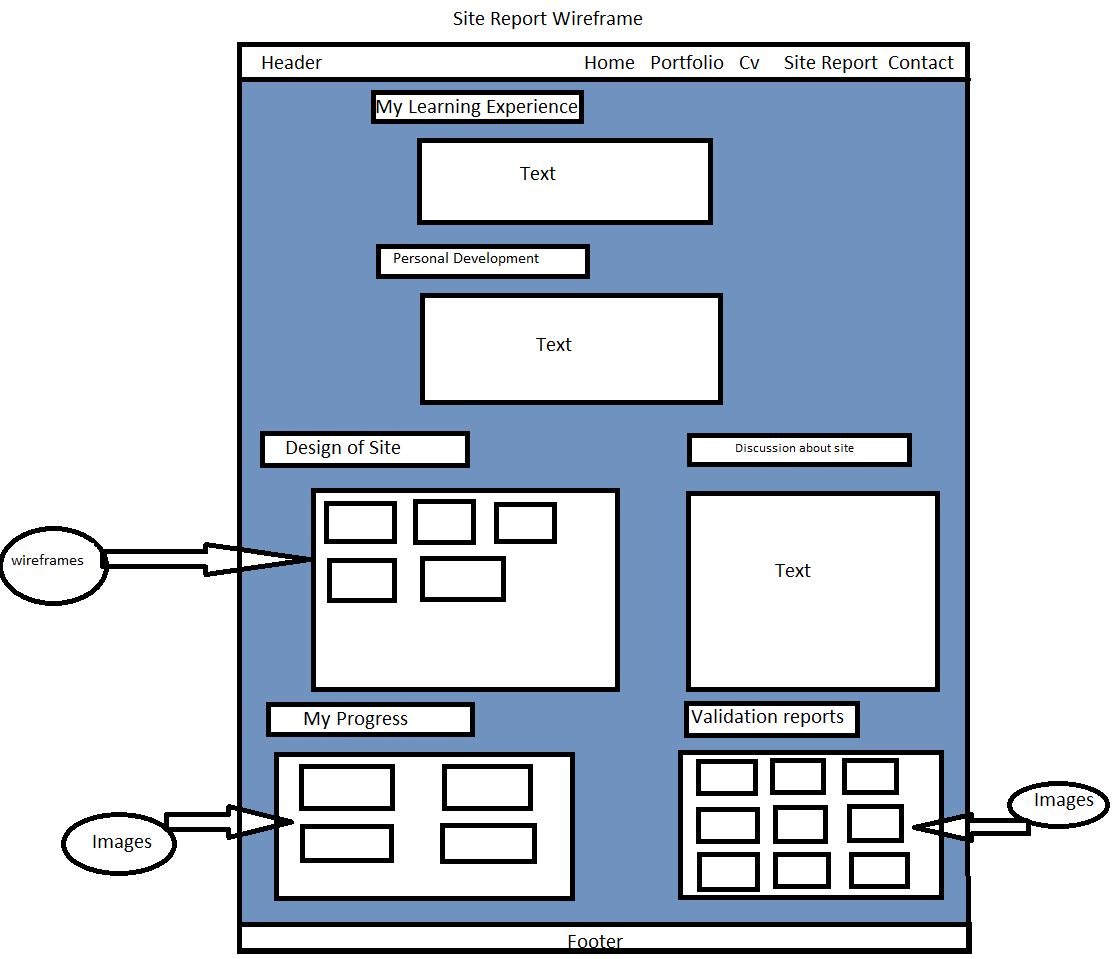 Site Report Wireframe
Header Home Portfolio Cv Site Report Contact
My Learning Experience
Text
Personal Development
Text
Design of Site
Discussion about site
wireframes
Text
My Progress
Validation reports
Images
Images
Footer